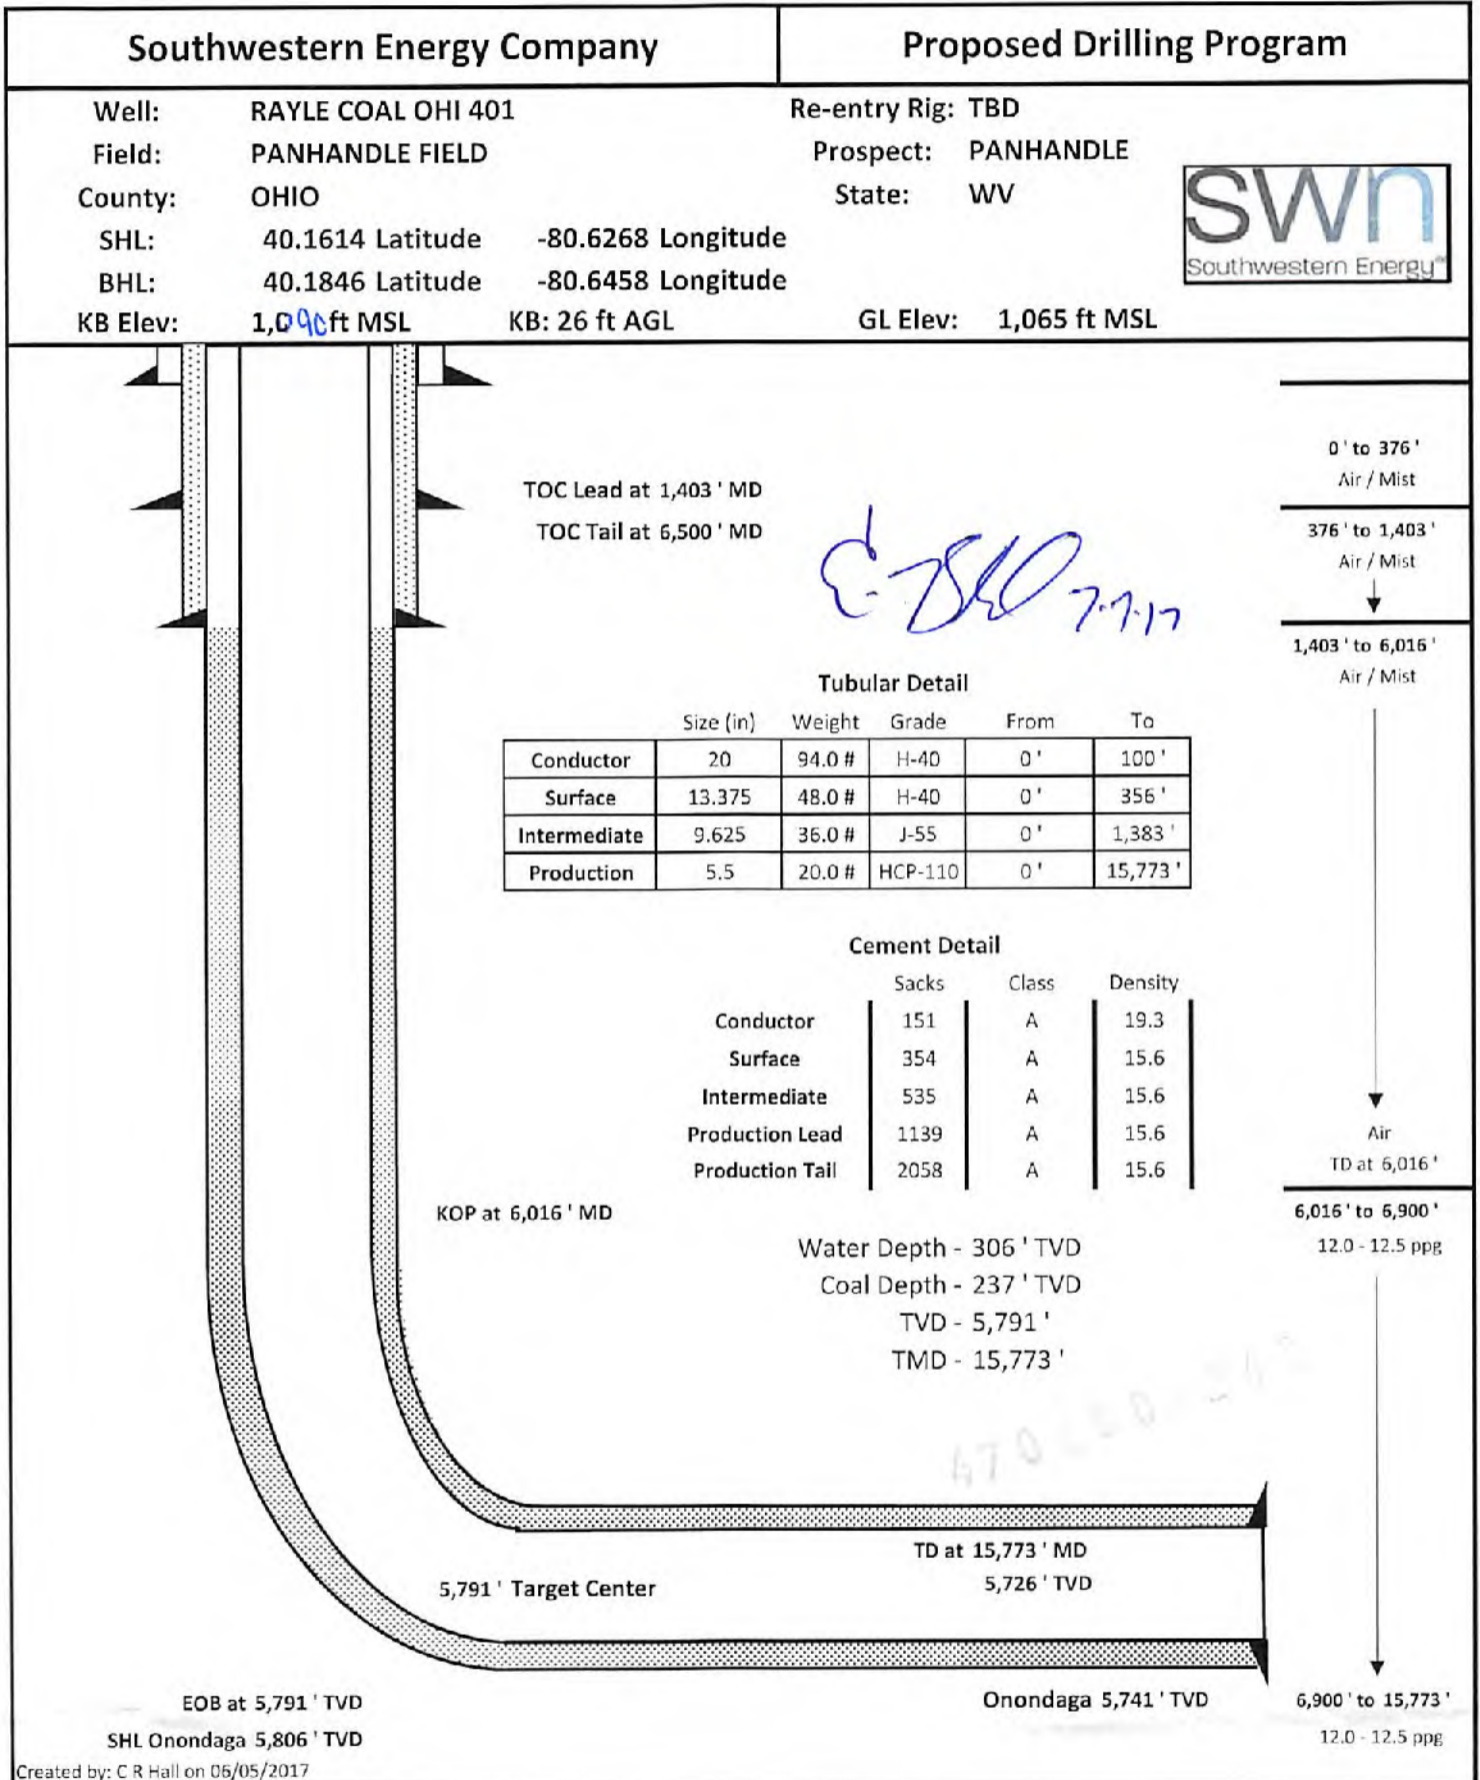 Southwestern Energy Company
Proposed Drilling Program
Well: RAYLE COAL OHI 401 Re-entry Rig: TBD
Field: PANHANDLE FIELD Prospect: PANHANDLE
County: OHIO State: WV
SHL: 40.1614 Latitude -80.6268 Longitude
BHL: 40.1846 Latitude -80.6458 Longitude
KB Elev: 1,090 ft MSL KB: 26 ft AGL GL Elev: 1,065 ft MSL
swn
Southwestern Energy
0 ' to 376 '
Air / Mist
TOC Lead at 1,403 ' MD
TOC Tail at 6,500 ' MD
376 ' to 1,403 '
Air / Mist
7-7-17
1,403 ' to 6,016 '
Air / Mist
Tubular Detail
Size (in) Weight Grade From To
Conductor 20 94.0 # H-40 0 ' 100 '
Surface 13.375 48.0 # H-40 0 ' 356 '
Intermediate 9.625 36.0 # J-55 0 ' 1,383 '
Production 5.5 20.0 # HCP-110 0 ' 15,773 '
Cement Detail
Sacks Class Density
Conductor 151 A 19.3
Surface 354 A 15.6
Intermediate 535 A 15.6
Production Lead 1139 A 15.6
Production Tail 2058 A 15.6
Air
TD at 6,016 '
KOP at 6,016 ' MD
6,016 ' to 6,900 '
12.0 - 12.5 ppg
Water Depth - 306 ' TVD
Coal Depth - 237 ' TVD
TVD - 5,791 '
TMD - 15,773 '
TD at 15,773 ' MD
5,726 ' TVD
5,791 ' Target Center
EOB at 5,791 ' TVD
Onondaga 5,741 ' TVD
6,900 ' to 15,773 '
SHL Onondaga 5,806 ' TVD
12.0 - 12.5 ppg
Created by: C R Hall on 06/05/2017